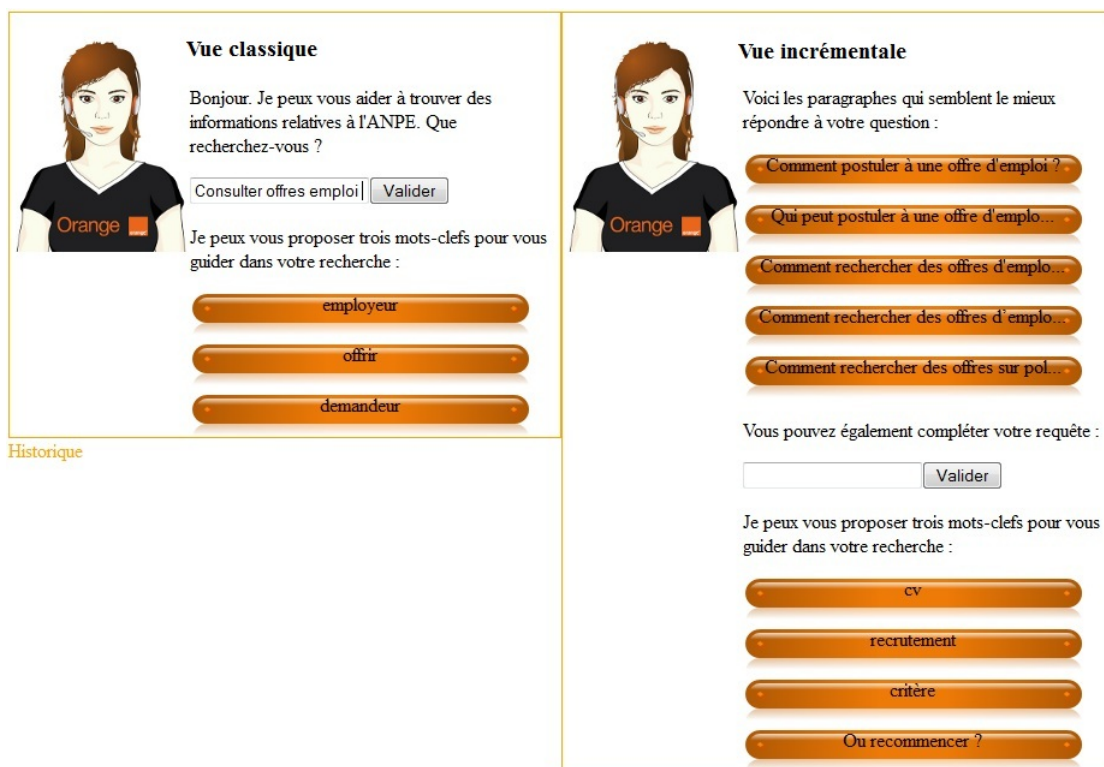 Vue classique
Bonjour. Je peux vous aider à trouver des
informations relatives à l'ANPE. Que
recherchez-vous ?
Consulter offres emploi
Valider
Orange
Je peux vous proposer trois mots-clefs pour vous
guider dans votre recherche :
employeur
offrir
demandeur
Historique
Vue incrémentale
Voici les paragraphes qui semblent le mieux
répondre à votre question :
Comment postuler à une offre d'emploi ?
Qui peut postuler à une offre d'emplo...
Orange
Comment rechercher des offres d'emplo...
Comment rechercher des offres d’emplo...
Comment rechercher des offres sur pol...
Vous pouvez également compléter votre requête :
Valider
Je peux vous proposer trois mots-clefs pour vous
guider dans votre recherche :
cv
recrutement
critère
Ou recommencer ?